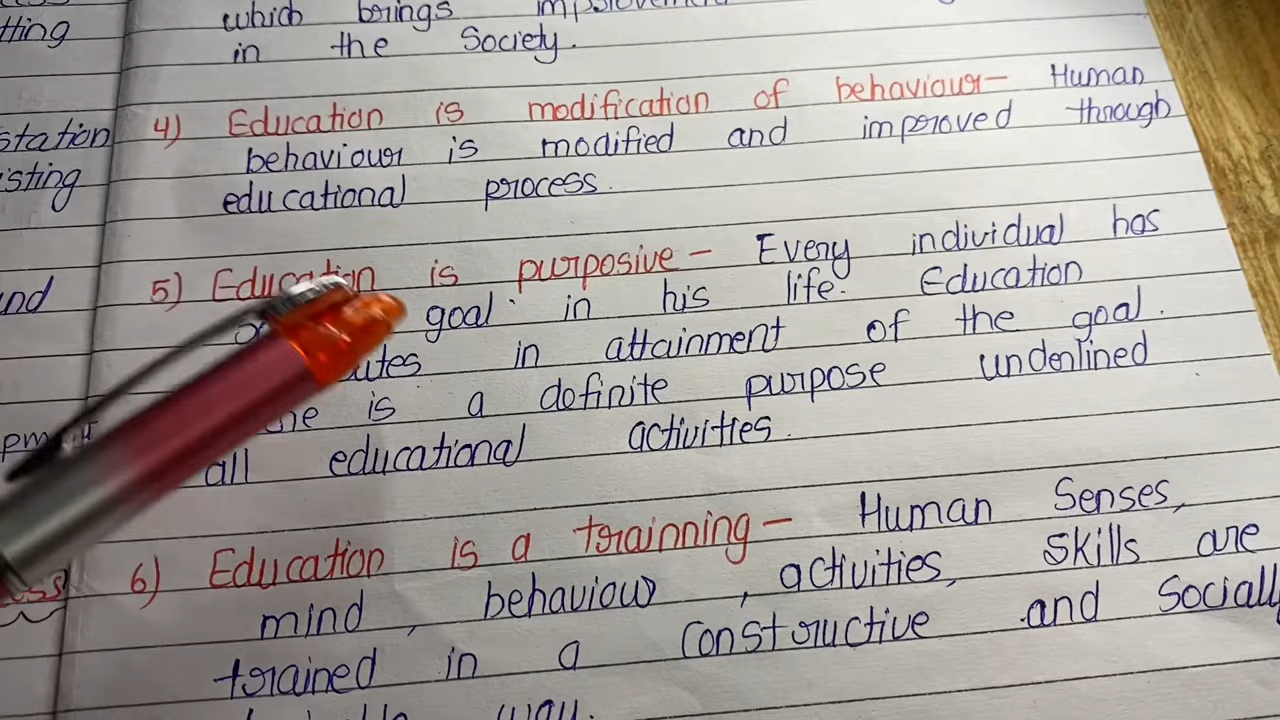 which brings
in the Society.
4) Education is modification of behaviour- Human
behaviour is modified and improved through
educational process.
5) Education is purposive- Every individual has
goal in his life. Education
in attainment of the goal.
is a definite purpose underlined
all educational activities.
6) Education is a trainning- Human Senses,
mind, behaviour, activities, skills are
trained in a constructive and Socially
way.
tting
station
isting
nd